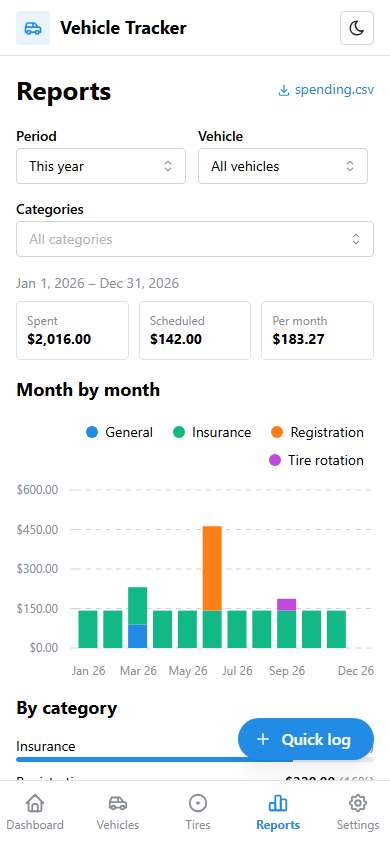 Vehicle Tracker
Reports
spending.csv
Period
Vehicle
This year
All vehicles
Categories
All categories
Jan 1, 2026 – Dec 31, 2026
Spent
Scheduled
Per month
$2,016.00
$142.00
$183.27
Month by month
General
Insurance
Registration
Tire rotation
$600.00
$450.00
$300.00
$150.00
$0.00
Jan 26
Mar 26
May 26
Jul 26
Sep 26
Dec 26
By category
Insurance
Quick log
Dashboard
Vehicles
Tires
Reports
Settings